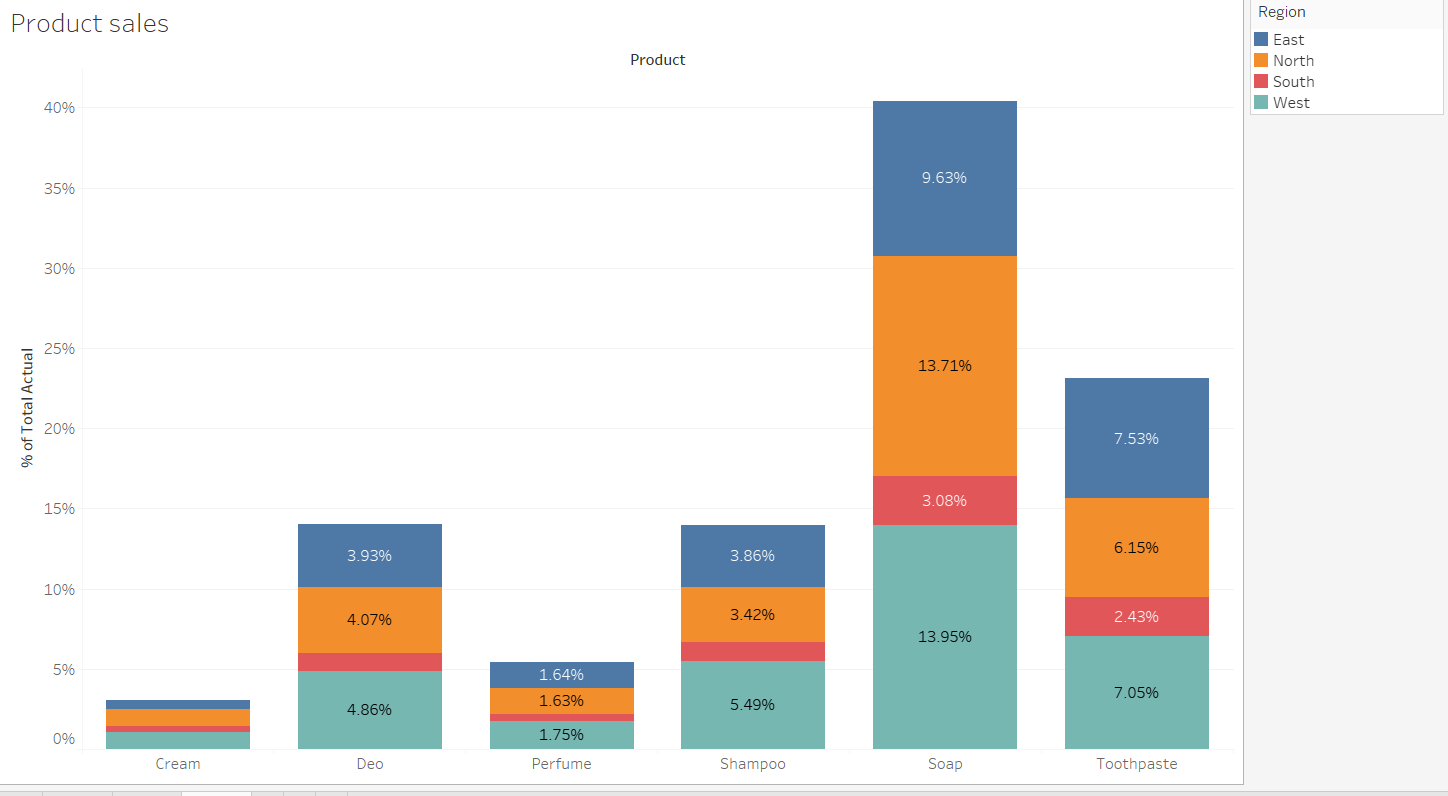 Product sales
Product
Region
East
North
South
West
% of Total Actual
40%
35%
30%
25%
20%
15%
10%
5%
0%
3.93%
4.07%
4.86%
1.64%
1.63%
1.75%
3.86%
3.42%
5.49%
9.63%
13.71%
3.08%
13.95%
7.53%
6.15%
2.43%
7.05%
Cream Deo Perfume Shampoo Soap Toothpaste